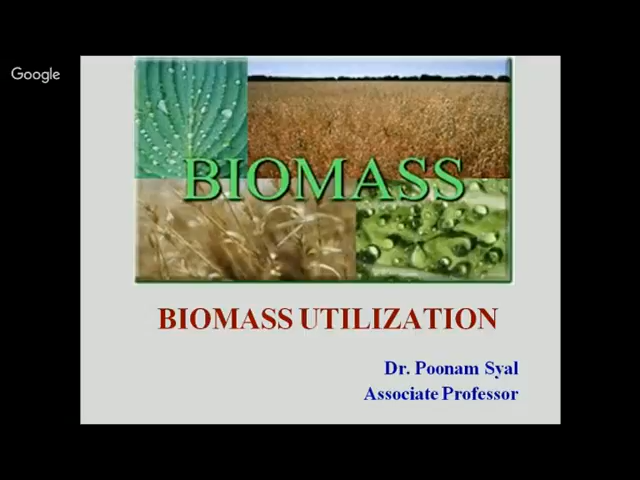 Google
BIOMASS
BIOMASS UTILIZATION
Dr. Poonam Syal
Associate Professor